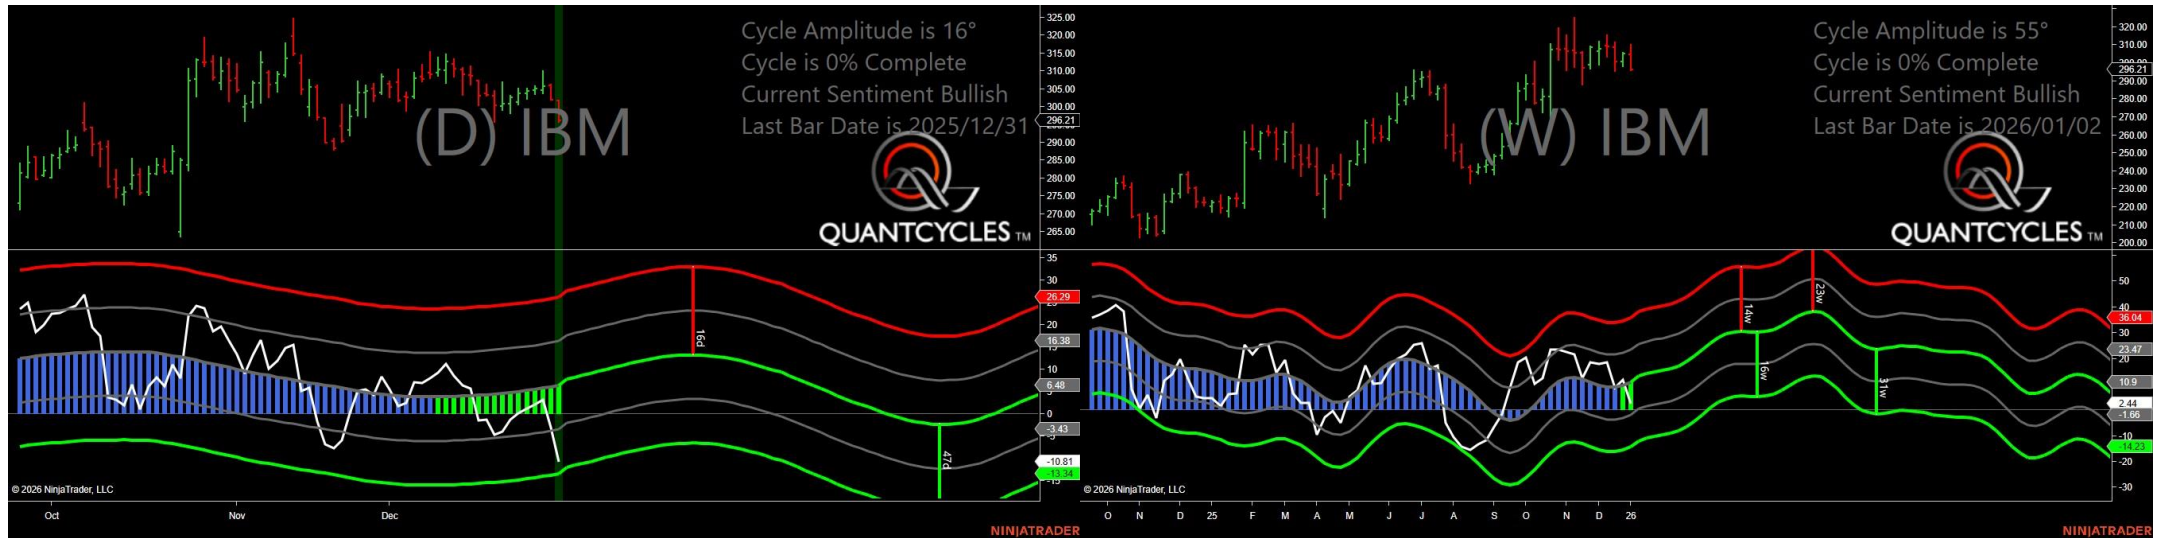 Cycle Amplitude is 16°
Cycle is 0% Complete
Current Sentiment Bullish
Last Bar Date is 2025/12/31
(D) IBM
QUANTCYCLES TM
325.00
320.00
315.00
310.00
305.00
300.00
296.21
290.00
285.00
280.00
275.00
270.00
265.00
35
30
26.29
20
16.38
10
6.48
0
-3.43
-10.81
-13.34
16d
47d
© 2026 NinjaTrader, LLC
Oct Nov Dec
NINJATRADER
Cycle Amplitude is 55°
Cycle is 0% Complete
Current Sentiment Bullish
Last Bar Date is 2026/01/02
(W) IBM
QUANTCYCLES TM
320.00
310.00
296.21
290.00
280.00
270.00
260.00
250.00
240.00
230.00
220.00
210.00
200.00
50
40
36.04
30
23.47
20
10.9
2.44
-1.66
-10
-14.23
-20
-30
14w
23w
16w
31w
© 2026 NinjaTrader, LLC
O N D 25 F M A M J J A S O N D 26
NINJATRADER